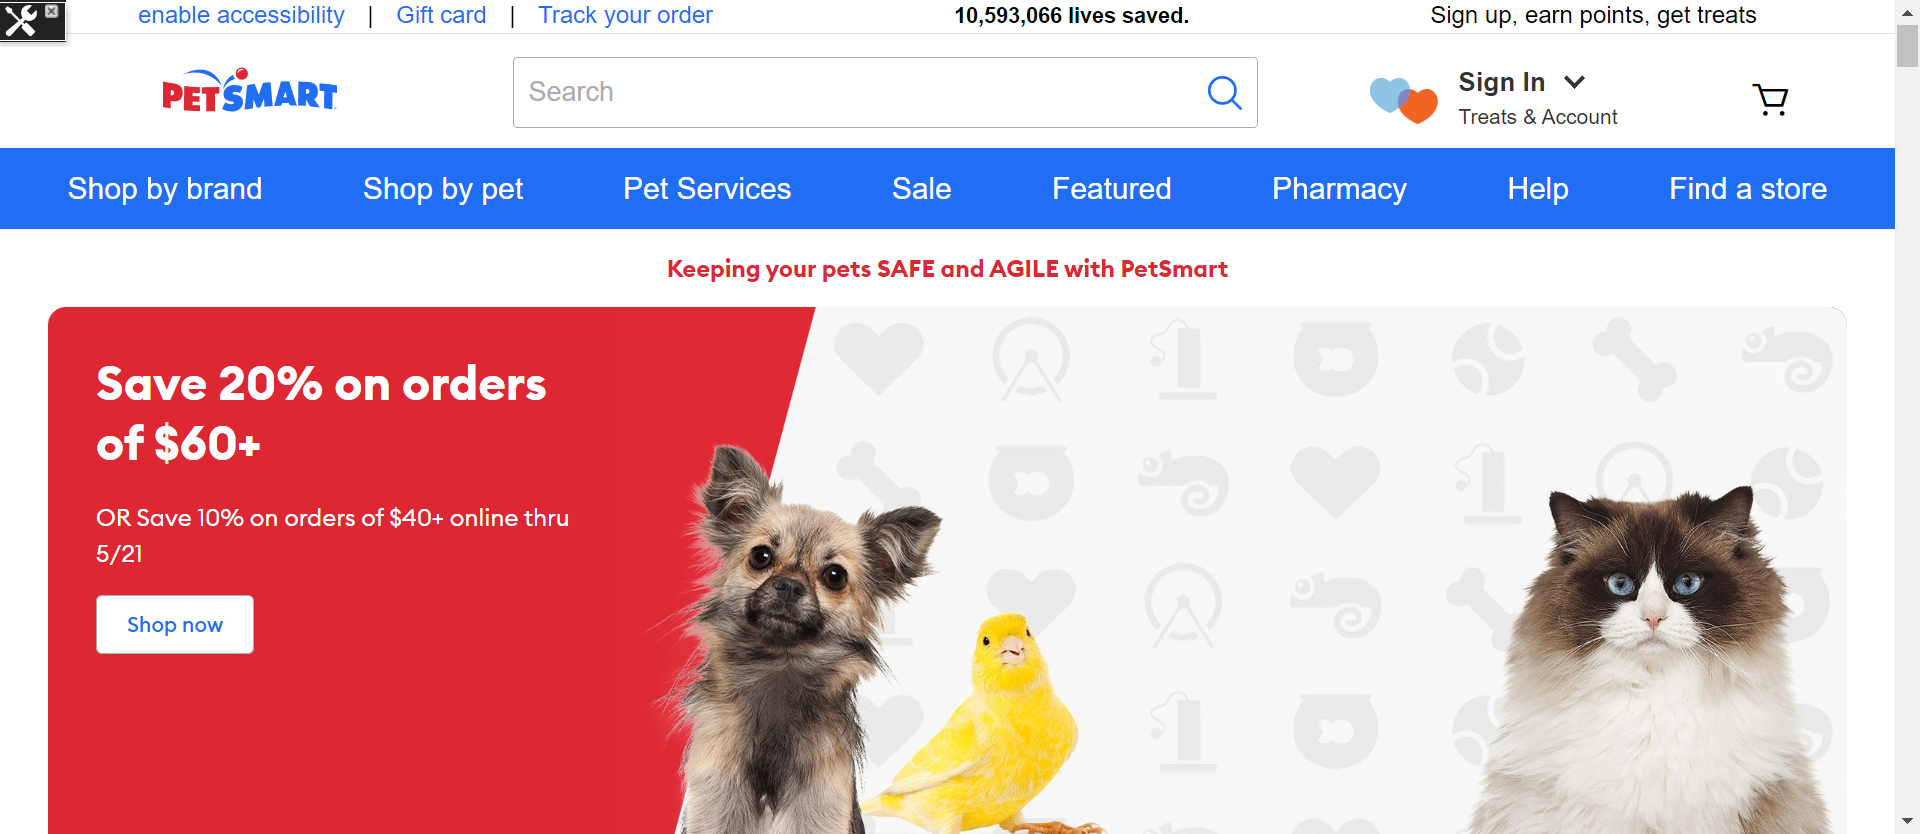 enable accessibility | Gift card | Track your order
10,593,066 lives saved.
Sign up, earn points, get treats
PETSMART
Search
Sign In
Treats & Account
Shop by brand
Shop by pet
Pet Services
Sale
Featured
Pharmacy
Help
Find a store
Keeping your pets SAFE and AGILE with PetSmart
Save 20% on orders
of $60+
OR Save 10% on orders of $40+ online thru
5/21
Shop now